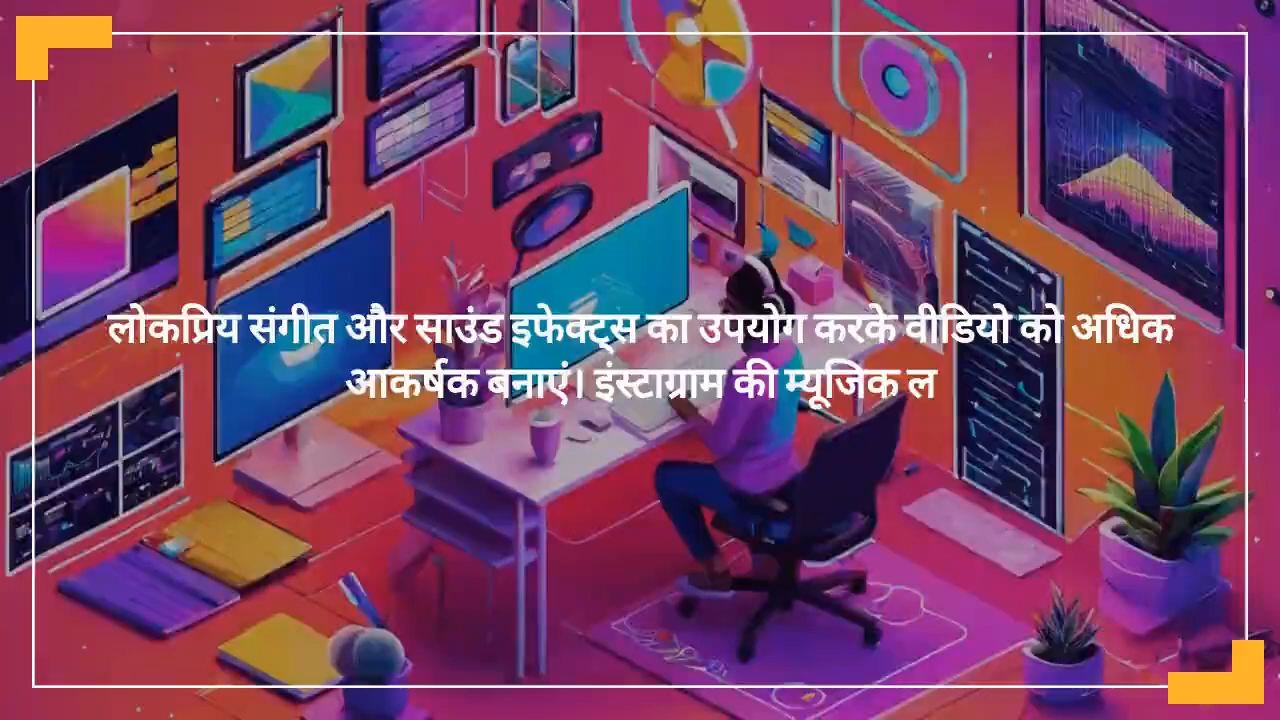 लोकप्रिय संगीत और साउंड इफेक्ट्स का उपयोग करके वीडियो को अधिक
आकर्षक बनाएं। इंस्टाग्राम की म्यूजिक ल